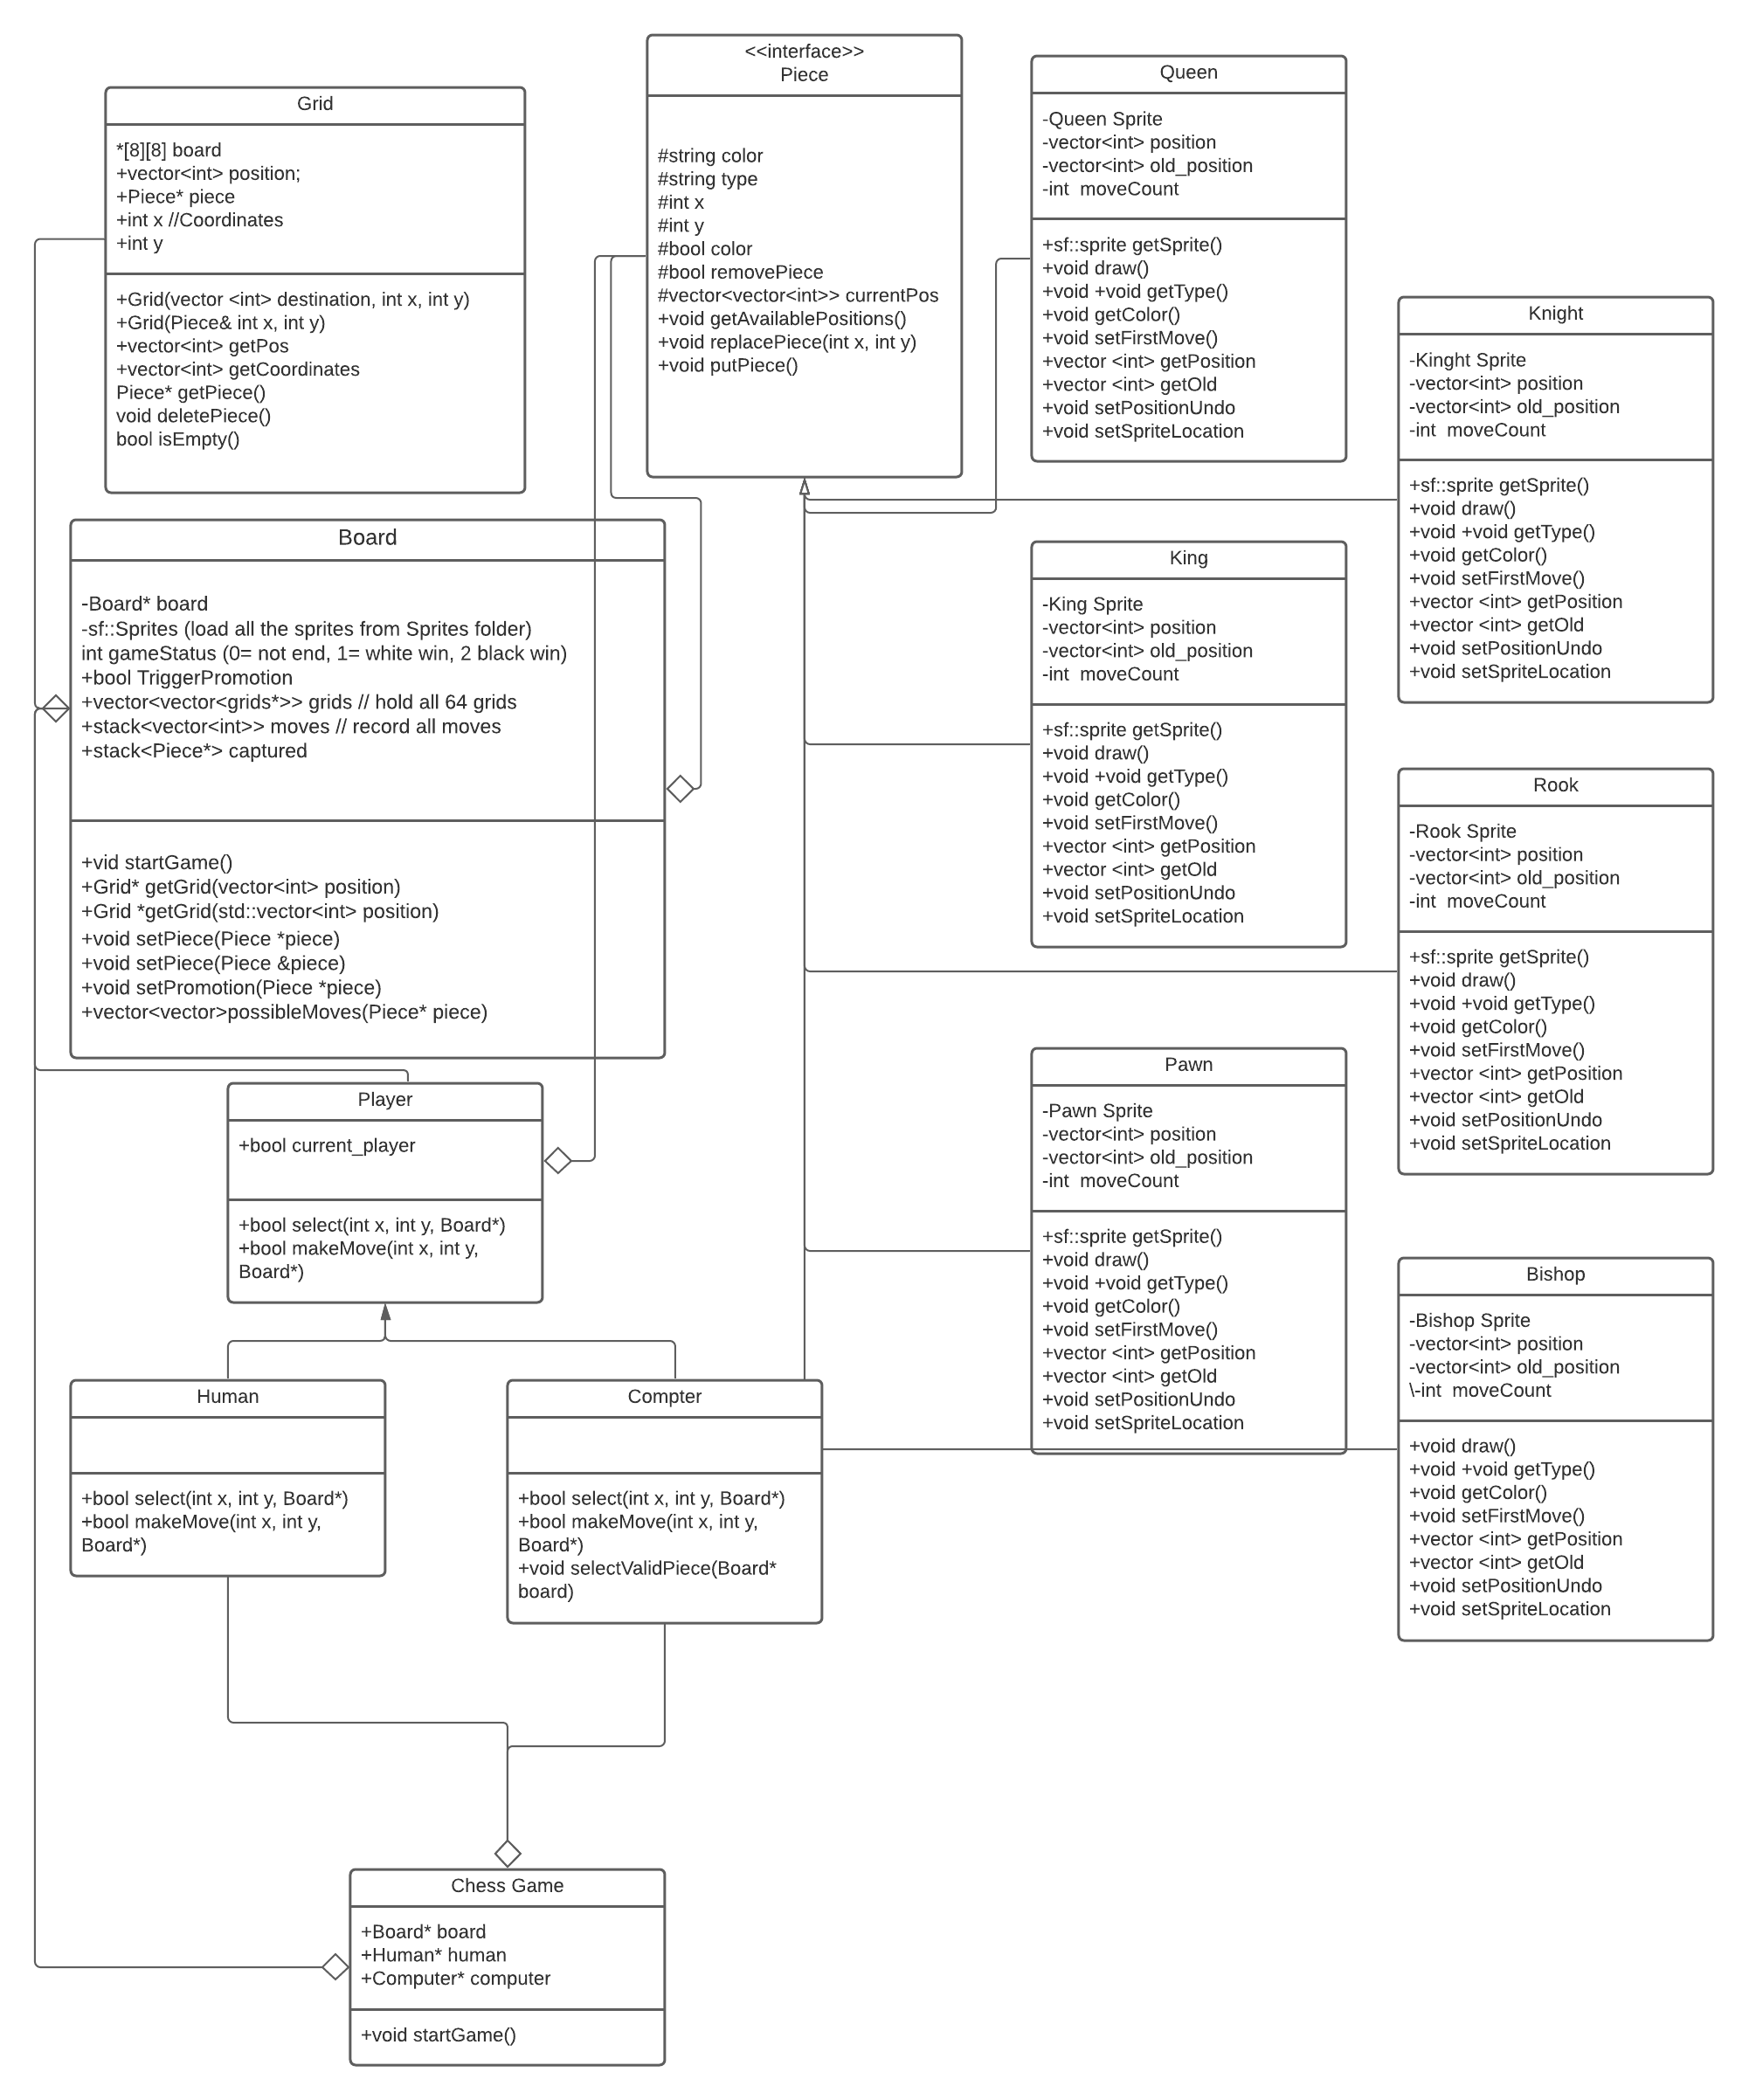 <<interface>>
Piece
#string color
#string type
#int x
#int y
#bool color
#bool removePiece
#vector<vector<int>> currentPos
+void getAvailablePositions()
+void replacePiece(int x, int y)
+void putPiece()
Queen
-Queen Sprite
-vector<int> position
-vector<int> old_position
-int  moveCount
+sf::sprite getSprite()
+void draw()
+void +void getType()
+void getColor()
+void setFirstMove()
+vector <int> getPosition
+vector <int> getOld
+void setPositionUndo
+void setSpriteLocation
Grid
*[8][8] board
+vector<int> position;
+Piece* piece
+int x //Coordinates
+int y
+Grid(vector <int> destination, int x, int y)
+Grid(Piece& int x, int y)
+vector<int> getPos
+vector<int> getCoordinates
Piece* getPiece()
void deletePiece()
bool isEmpty()
Knight
-Kinght Sprite
-vector<int> position
-vector<int> old_position
-int  moveCount
+sf::sprite getSprite()
+void draw()
+void +void getType()
+void getColor()
+void setFirstMove()
+vector <int> getPosition
+vector <int> getOld
+void setPositionUndo
+void setSpriteLocation
Board
-Board* board
-sf::Sprites (load all the sprites from Sprites folder)
int gameStatus (0= not end, 1= white win, 2 black win)
+bool TriggerPromotion
+vector<vector<grids*>> grids // hold all 64 grids
+stack<vector<int>> moves // record all moves
+stack<Piece*> captured
+vid startGame()
+Grid* getGrid(vector<int> position)
+Grid *getGrid(std::vector<int> position)
+void setPiece(Piece *piece)
+void setPiece(Piece &piece)
+void setPromotion(Piece *piece)
+vector<vector>possibleMoves(Piece* piece)
King
-King Sprite
-vector<int> position
-vector<int> old_position
-int  moveCount
+sf::sprite getSprite()
+void draw()
+void +void getType()
+void getColor()
+void setFirstMove()
+vector <int> getPosition
+vector <int> getOld
+void setPositionUndo
+void setSpriteLocation
Rook
-Rook Sprite
-vector<int> position
-vector<int> old_position
-int  moveCount
+sf::sprite getSprite()
+void draw()
+void +void getType()
+void getColor()
+void setFirstMove()
+vector <int> getPosition
+vector <int> getOld
+void setPositionUndo
+void setSpriteLocation
Pawn
-Pawn Sprite
-vector<int> position
-vector<int> old_position
-int  moveCount
+sf::sprite getSprite()
+void draw()
+void +void getType()
+void getColor()
+void setFirstMove()
+vector <int> getPosition
+vector <int> getOld
+void setPositionUndo
+void setSpriteLocation
Player
+bool current_player
+bool select(int x, int y, Board*)
+bool makeMove(int x, int y,
Board*)
Bishop
-Bishop Sprite
-vector<int> position
-vector<int> old_position
\-int  moveCount
+void draw()
+void +void getType()
+void getColor()
+void setFirstMove()
+vector <int> getPosition
+vector <int> getOld
+void setPositionUndo
+void setSpriteLocation
Human
+bool select(int x, int y, Board*)
+bool makeMove(int x, int y,
Board*)
Compter
+bool select(int x, int y, Board*)
+bool makeMove(int x, int y,
Board*)
+void selectValidPiece(Board*
board)
Chess Game
+Board* board
+Human* human
+Computer* computer
+void startGame()